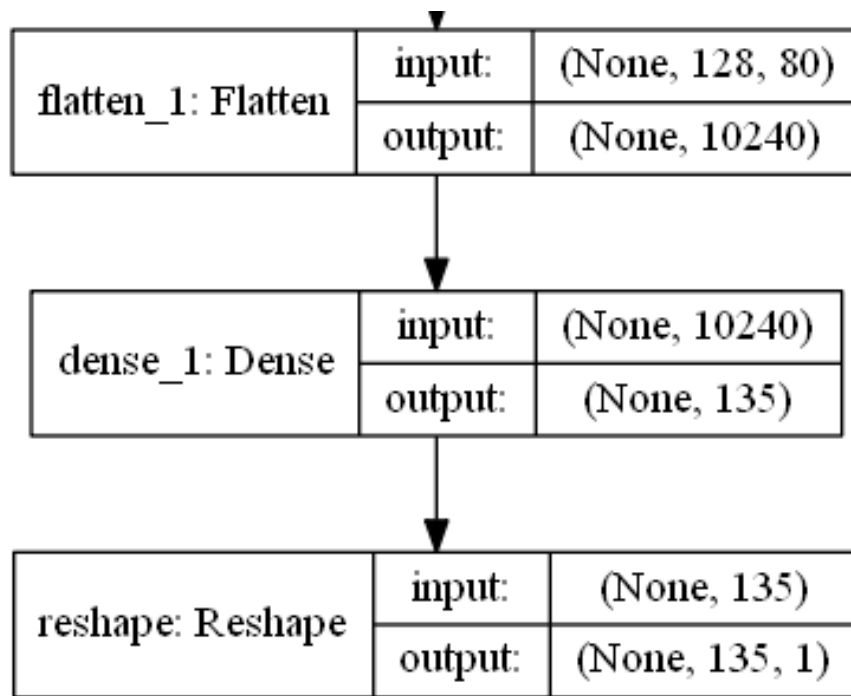 flatten_1: Flatten
input: (None, 128, 80)
output: (None, 10240)
dense_1: Dense
input: (None, 10240)
output: (None, 135)
reshape: Reshape
input: (None, 135)
output: (None, 135, 1)